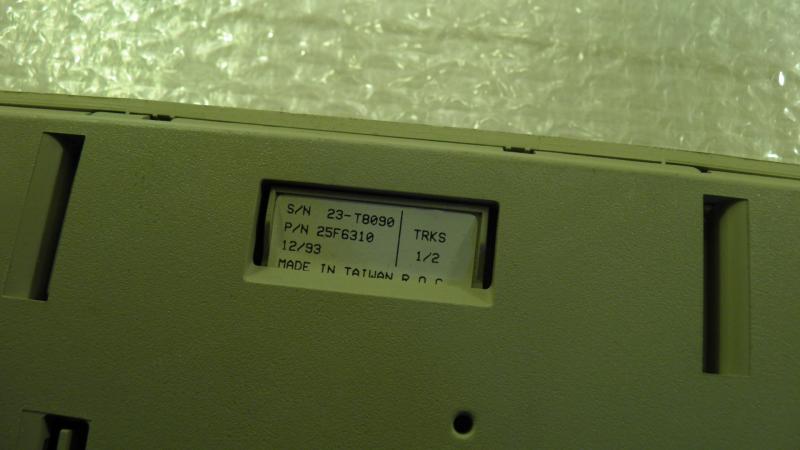 S/N 23-T8090
P/N 25F6310
12/93
TRKS
1/2
MADE IN TAIWAN R.O.C